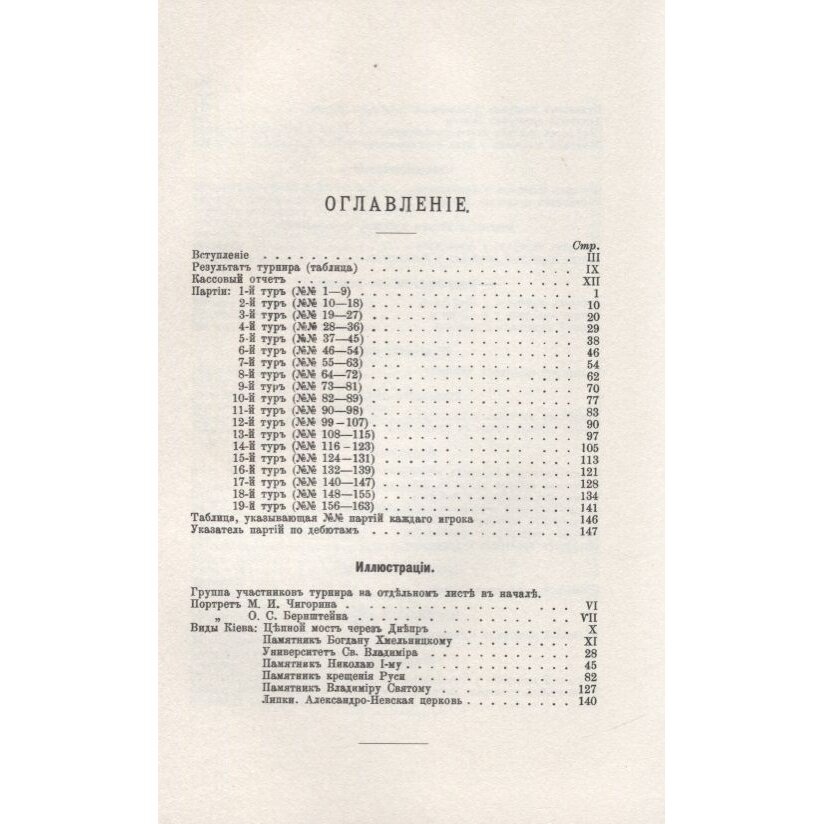 ОГЛАВЛЕНІЕ.
Стр.
Вступленіе . . . . . . . . . . . . . . . . . . . . . III
Результатъ турнира (таблица) . . . . . . . . . . . . . IX
Кассовый отчетъ . . . . . . . . . . . . . . . . . . XII
Партіи: 1-й туръ (№№ 1—9) . . . . . . . . . . . . . 1
2-й туръ (№№ 10—18) . . . . . . . . . . . . . 10
3-й туръ (№№ 19—27) . . . . . . . . . . . . . 20
4-й туръ (№№ 28—36) . . . . . . . . . . . . . 29
5-й туръ (№№ 37—45) . . . . . . . . . . . . . 38
6-й туръ (№№ 46—54) . . . . . . . . . . . . . 46
7-й туръ (№№ 55—63) . . . . . . . . . . . . . 54
8-й туръ (№№ 64—72) . . . . . . . . . . . . . 62
9-й туръ (№№ 73—81) . . . . . . . . . . . . . 70
10-й туръ (№№ 82—89) . . . . . . . . . . . . . 77
11-й туръ (№№ 90—98) . . . . . . . . . . . . . 83
12-й туръ (№№ 99—107) . . . . . . . . . . . . . 90
13-й туръ (№№ 108—115) . . . . . . . . . . . . 97
14-й туръ (№№ 116-123) . . . . . . . . . . . . 105
15-й туръ (№№ 124—131) . . . . . . . . . . . . 113
16-й туръ (№№ 132—139) . . . . . . . . . . . . 121
17-й туръ (№№ 140—147) . . . . . . . . . . . . 128
18-й туръ (№№ 148—155) . . . . . . . . . . . . 134
19-й туръ (№№ 156—163) . . . . . . . . . . . . 141
Таблица, указывающая №№ партій каждаго игрока . . . . . . . 146
Указатель партій по дебютамъ . . . . . . . . . . . . . 147
Иллюстраціи.
Группа участниковъ турнира на отдѣльномъ листѣ въ началѣ.
Портретъ М. И. Чигорина . . . . . . . . . . . . . . VI
„ О. С. Бернштейна . . . . . . . . . . . . . VII
Виды Кіева: Цѣпной мостъ черезъ Днѣпръ . . . . . . . . . X
Памятникъ Богдану Хмельницкому . . . . . . . . XI
Университетъ Св. Владиміра . . . . . . . . . . 28
Памятникъ Николаю I-му . . . . . . . . . . . 45
Памятникъ крещенія Руси . . . . . . . . . . . 82
Памятникъ Владиміру Святому . . . . . . . . . 127
Липки. Александро-Невская церковь . . . . . . . 140